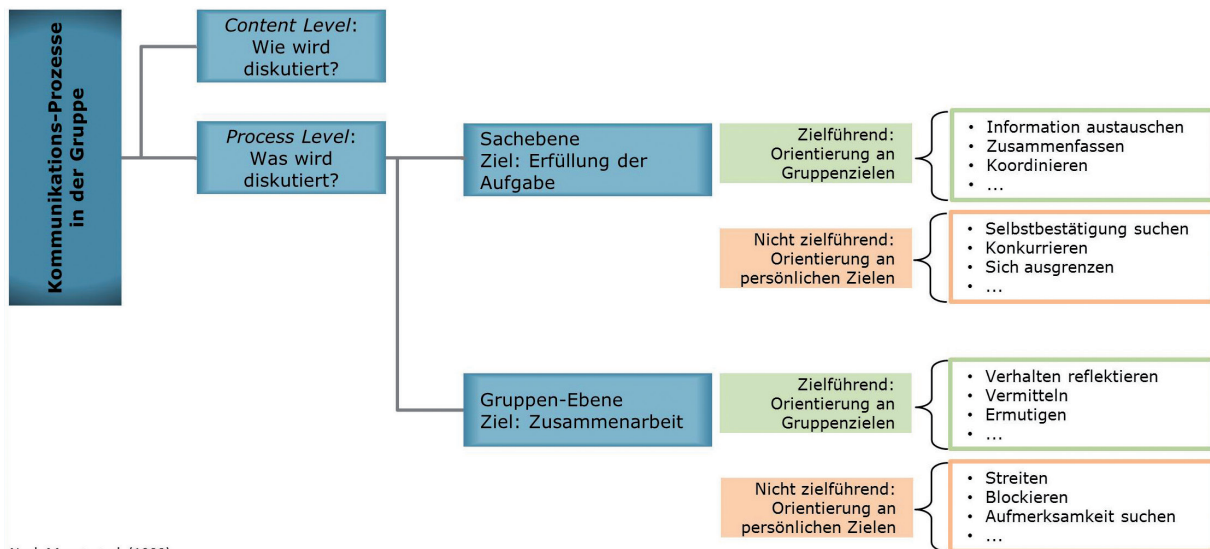 Kommunikations-Prozesse
in der Gruppe
Content Level:
Wie wird
diskutiert?
Process Level:
Was wird
diskutiert?
Sachebene
Ziel: Erfüllung der
Aufgabe
Zielführend:
Orientierung an
Gruppenzielen
• Information austauschen
• Zusammenfassen
• Koordinieren
• ...
Nicht zielführend:
Orientierung an
persönlichen Zielen
• Selbstbestätigung suchen
• Konkurrieren
• Sich ausgrenzen
• ...
Gruppen-Ebene
Ziel: Zusammenarbeit
Zielführend:
Orientierung an
Gruppenzielen
• Verhalten reflektieren
• Vermitteln
• Ermutigen
• ...
Nicht zielführend:
Orientierung an
persönlichen Zielen
• Streiten
• Blockieren
• Aufmerksamkeit suchen
• ...